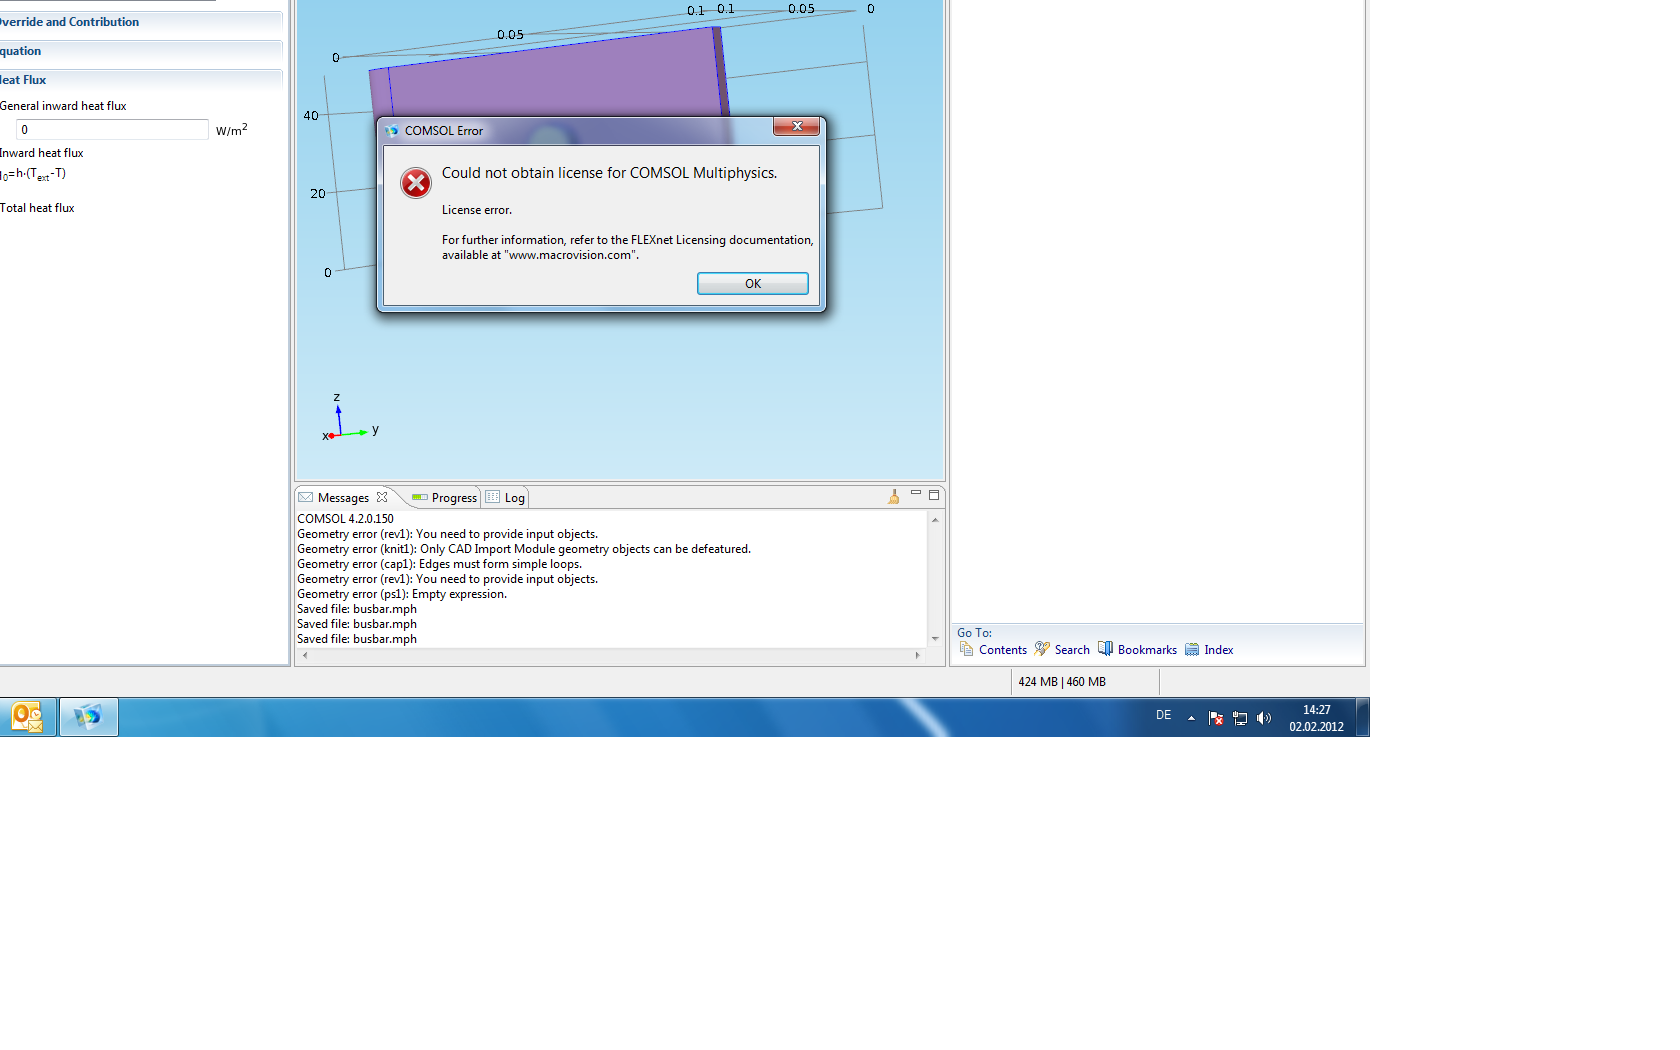 Override and Contribution
quation
Heat Flux
General inward heat flux
0
W/m²
Inward heat flux
q₀=h·(Text-T)
Total heat flux
0.1
0.1
0.05
0
0.05
0
40
20
0
COMSOL Error
Could not obtain license for COMSOL Multiphysics.
License error.
For further information, refer to the FLEXnet Licensing documentation,
available at "www.macrovision.com".
OK
z
y
x
Messages
Progress
Log
COMSOL 4.2.0.150
Geometry error (rev1): You need to provide input objects.
Geometry error (knit1): Only CAD Import Module geometry objects can be defeatured.
Geometry error (cap1): Edges must form simple loops.
Geometry error (rev1): You need to provide input objects.
Geometry error (ps1): Empty expression.
Saved file: busbar.mph
Saved file: busbar.mph
Saved file: busbar.mph
Go To:
Contents Search Bookmarks Index
424 MB | 460 MB
DE
14:27
02.02.2012